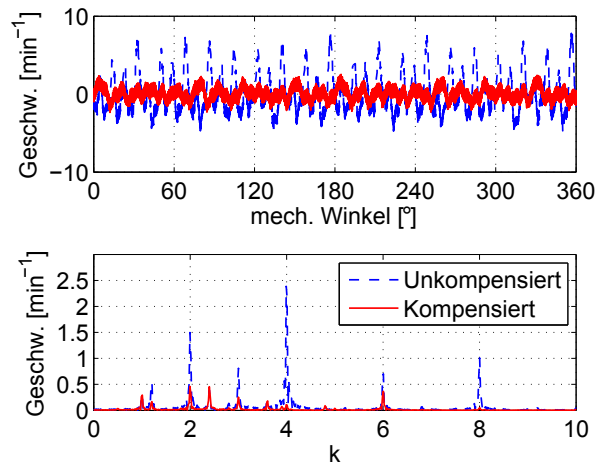 10
0
−10
Geschw. [min⁻¹]
0 60 120 180 240 300 360
mech. Winkel [º]
2.5
2
1.5
1
0.5
0
Geschw. [min⁻¹]
Unkompensiert
Kompensiert
0 2 4 6 8 10
k